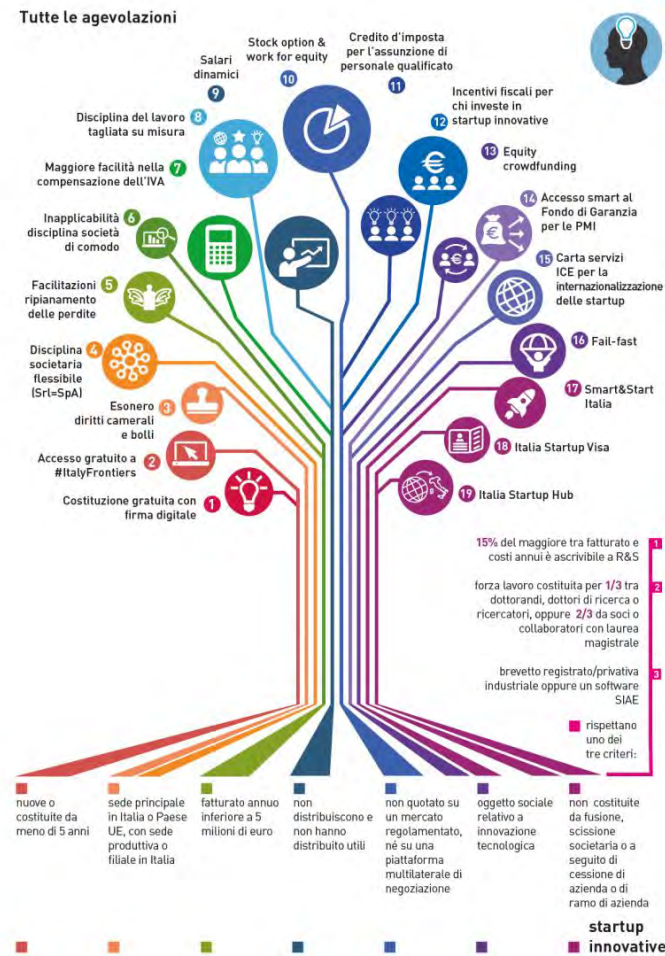 Tutte le agevolazioni
Stock option &
work for equity
10
Credito d'imposta
per l'assunzione di
personale qualificato
11
Salari
dinamici
9
Disciplina del lavoro
tagliata su misura
8
Incentivi fiscali per
chi investe in
startup innovative
12
Maggiore facilità nella
compensazione dell'IVA
7
Equity
crowdfunding
13
Inapplicabilità
disciplina società
di comodo
6
14
Accesso smart al
Fondo di Garanzia
per le PMI
Facilitazioni
ripianamento
delle perdite
5
15
Carta servizi
ICE per la
internazionalizzazione
delle startup
Disciplina
societaria
flessibile
(Srl=SpA)
4
16 Fail-fast
Esonero
diritti camerali
e bolli
3
17 Smart&Start
Italia
Accesso gratuito a
#ItalyFrontiers
2
18 Italia Startup Visa
Costituzione gratuita con
firma digitale
1
19 Italia Startup Hub
15% del maggiore tra fatturato e
costi annui è ascrivibile a R&S
1
forza lavoro costituita per 1/3 tra
dottorandi, dottori di ricerca o
ricercatori, oppure 2/3 da soci o
collaboratori con laurea
magistrale
2
brevetto registrato/privativa
industriale oppure un software
SIAE
3
rispettano
uno dei
tre criteri:
nuove o
costituite da
meno di 5 anni
sede principale
in Italia o Paese
UE, con sede
produttiva o
filiale in Italia
fatturato annuo
inferiore a 5
milioni di euro
non
distribuiscono e
non hanno
distribuito utili
non quotato su
un mercato
regolamentato,
né su una
piattaforma
multilaterale di
negoziazione
oggetto sociale
relativo a
innovazione
tecnologica
non costituite
da fusione,
scissione
societaria o a
seguito di
cessione di
azienda o di
ramo di azienda
startup
innovative